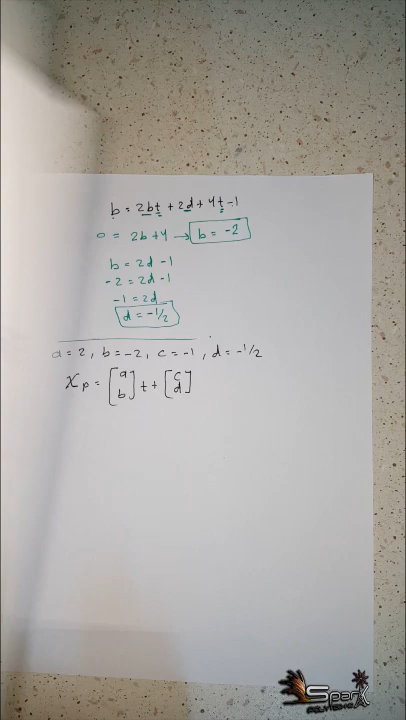 b = 2bt + 2d + 4t - 1
0 = 2b + 4 → b = -2
b = 2d - 1
-2 = 2d - 1
-1 = 2d
d = -1/2
a = 2 , b = -2 , c = -1 , d = -1/2
Xp = [a b] t + [c d]
Spark